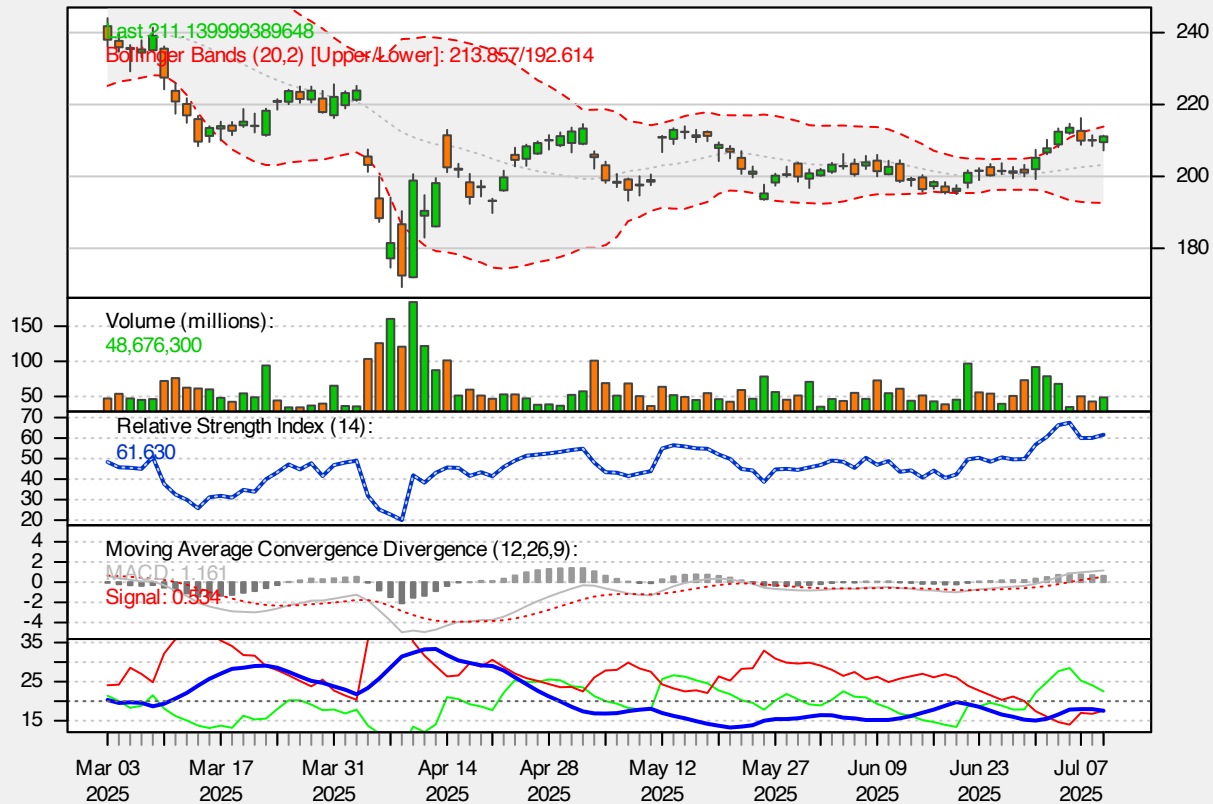 Last 211.139999389648
Bollinger Bands (20,2) [Upper/Lower]: 213.857/192.614
240
220
200
180
Volume (millions):
48,676,300
150
100
50
Relative Strength Index (14):
61.630
70
60
50
40
30
20
Moving Average Convergence Divergence (12,26,9):
MACD: 1.161
Signal: 0.534
4
2
0
-2
-4
35
25
15
Mar 03 2025
Mar 17 2025
Mar 31 2025
Apr 14 2025
Apr 28 2025
May 12 2025
May 27 2025
Jun 09 2025
Jun 23 2025
Jul 07 2025